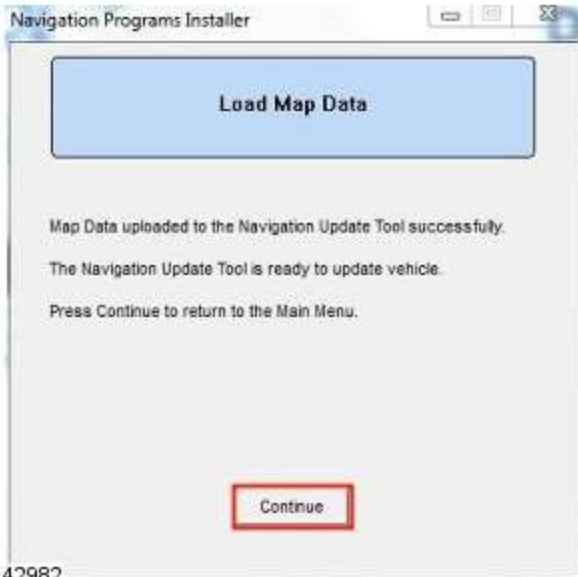 Navigation Programs Installer
Load Map Data
Map Data uploaded to the Navigation Update Tool successfully.
The Navigation Update Tool is ready to update vehicle.
Press Continue to return to the Main Menu.
Continue
42982